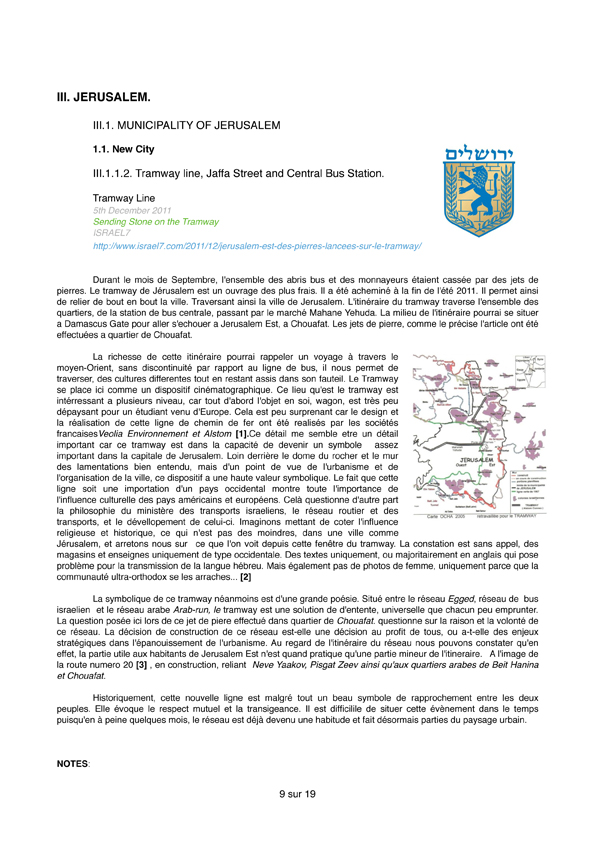 III. JERUSALEM.
III.1. MUNICIPALITY OF JERUSALEM
1.1. New City
ירושלים
III.1.1.2. Tramway line, Jaffa Street and Central Bus Station.
Tramway Line
5th December 2011
Sending Stone on the Tramway
ISRAEL7
http://www.israel7.com/2011/12/jerusalem-est-des-pierres-lancees-sur-le-tramway/
Durant le mois de Septembre, l'ensemble des abris bus et des monnayeurs étaient cassée par des jets de
pierres. Le tramway de Jérusalem est un ouvrage des plus frais. Il a été acheminé à la fin de l'été 2011. Il permet ainsi
de relier de bout en bout la ville. Traversant ainsi la ville de Jerusalem. L'itinéraire du tramway traverse l'ensemble des
quartiers, de la station de bus centrale, passant par le marché Mahane Yehuda. La milieu de l'itinéraire pourrai se situer
a Damascus Gate pour aller s'echouer a Jerusalem Est, a Chouafat. Les jets de pierre, comme le précise l'article ont été
effectuées a quartier de Chouafat.
La richesse de cette itinéraire pourrai rappeler un voyage à travers le
moyen-Orient, sans discontinuité par rapport au ligne de bus, il nous permet de
traverser, des cultures differentes tout en restant assis dans son fauteil. Le Tramway
se place ici comme un dispositif cinématographique. Ce lieu qu'est le tramway est
intérressant a plusieurs niveau, car tout d'abord l'objet en soi, wagon, est très peu
dépaysant pour un étudiant venu d'Europe. Cela est peu surprenant car le design et
la réalisation de cette ligne de chemin de fer ont été realisés par les sociétés
francaisesVeolia Environnement et Alstom [1].Ce détail me semble etre un détail
important car ce tramway est dans la capacité de devenir un symbole assez
important dans la capitale de Jerusalem. Loin derrière le dome du rocher et le mur
des lamentations bien entendu, mais d'un point de vue de l'urbanisme et de
l'organisation de la ville, ce dispositif a une haute valeur symbolique. Le fait que cette
ligne soit une importation d'un pays occidental montre toute l'importance de
l'influence culturelle des pays américains et européens. Celà questionne d'autre part
la philosophie du ministère des transports israeliens, le réseau routier et des
transports, et le dévellopement de celui-ci. Imaginons mettant de coter l'influence
religieuse et historique, ce qui n'est pas des moindres, dans une ville comme
Jérusalem, et arretons nous sur ce que l'on voit depuis cette fenêtre du tramway. La constation est sans appel, des
magasins et enseignes uniquement de type occidentale. Des textes uniquement, ou majoritairement en anglais qui pose
problème pour la transmission de la langue hébreu. Mais également pas de photos de femme, uniquement parce que la
communauté ultra-orthodox se les arraches... [2]
JERUSALEM
Ouest Est
Carte OCHA 2005 retravaillée pour le TRAMWAY
La symbolique de ce tramway néanmoins est d'une grande poésie. Situé entre le réseau Egged, réseau de bus
israelien et le réseau arabe Arab-run, le tramway est une solution de d'entente, universelle que chacun peu emprunter.
La question posée ici lors de ce jet de piere effectué dans quartier de Chouafat. questionne sur la raison et la volonté de
ce réseau. La décision de construction de ce réseau est-elle une décision au profit de tous, ou a-t-elle des enjeux
stratégiques dans l'épanouissement de l'urbanisme. Au regard de l'itinéraire du réseau nous pouvons constater qu'en
effet, la partie utile aux habitants de Jerusalem Est n'est quand pratique qu'une partie mineur de l'itineraire. A l'image de
la route numero 20 [3] , en construction, reliant Neve Yaakov, Pisgat Zeev ainsi qu'aux quartiers arabes de Beit Hanina
et Chouafat.
Historiquement, cette nouvelle ligne est malgré tout un beau symbole de rapprochement entre les deux
peuples. Elle évoque le respect mutuel et la transigeance. Il est difficilile de situer cette évènement dans le temps
puisqu'en à peine quelques mois, le réseau est déjà devenu une habitude et fait désormais parties du paysage urbain.
NOTES:
9 sur 19